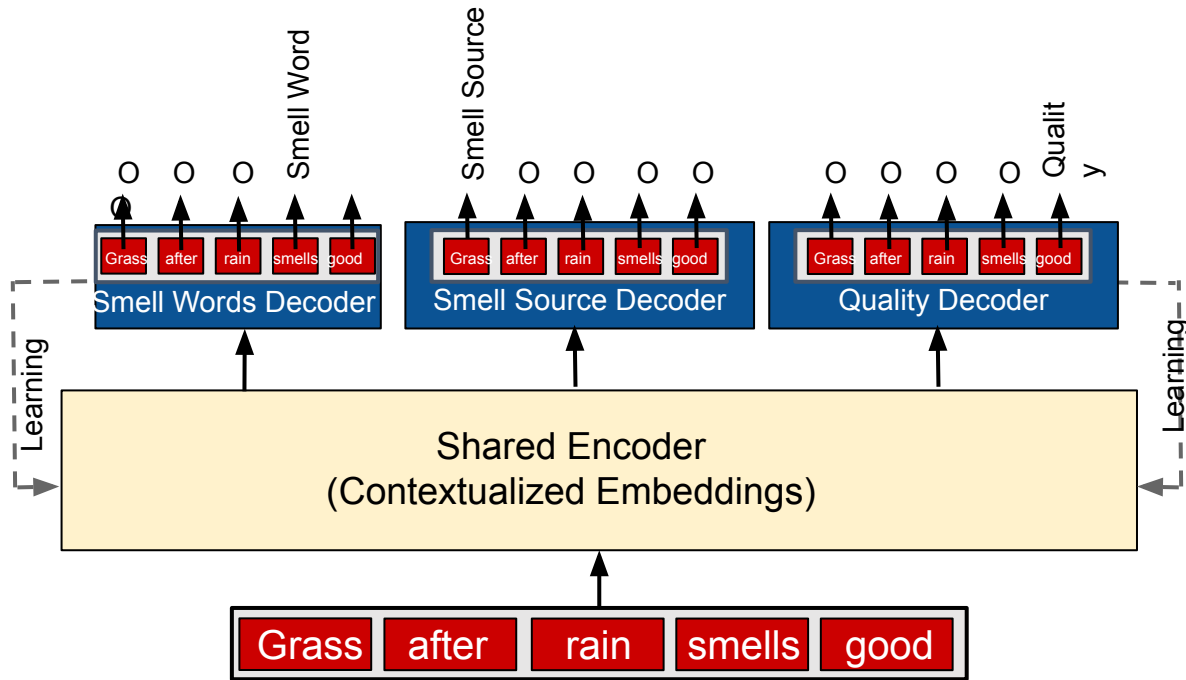 O O O Smell Word
O
Smell Source O O O O
O O O O Qualit
y
Grass after rain smells good
Smell Words Decoder
Grass after rain smells good
Smell Source Decoder
Grass after rain smells good
Quality Decoder
Learning
Learning
Shared Encoder
(Contextualized Embeddings)
Grass after rain smells good